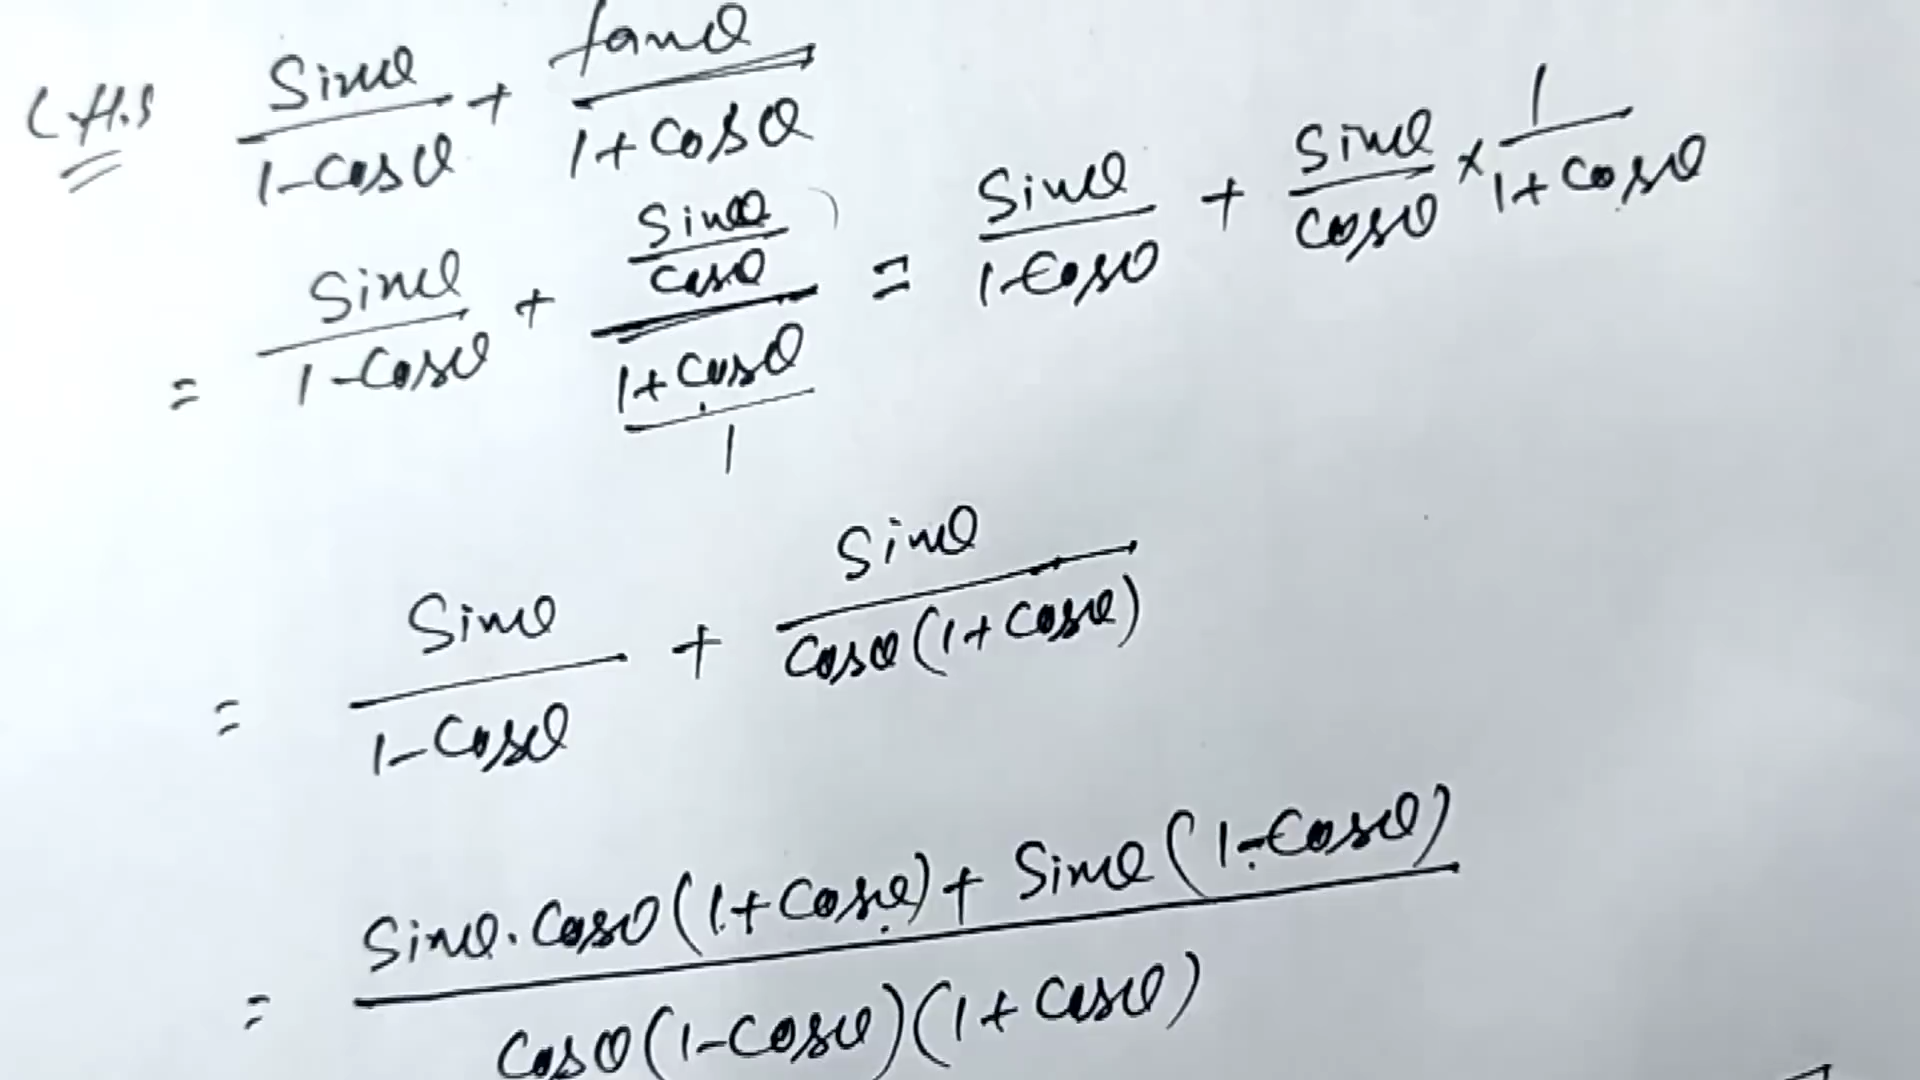 L.H.S sinθ/(1-cosθ) + tanθ/(1+cosθ)
= sinθ/(1-cosθ) + (sinθ/cosθ)/((1+cosθ)/1) = sinθ/(1-cosθ) + sinθ/cosθ × 1/(1+cosθ)
= sinθ/(1-cosθ) + sinθ/(cosθ(1+cosθ))
= (sinθ.cosθ(1+cosθ) + sinθ(1-cosθ))/(cosθ(1-cosθ)(1+cosθ))